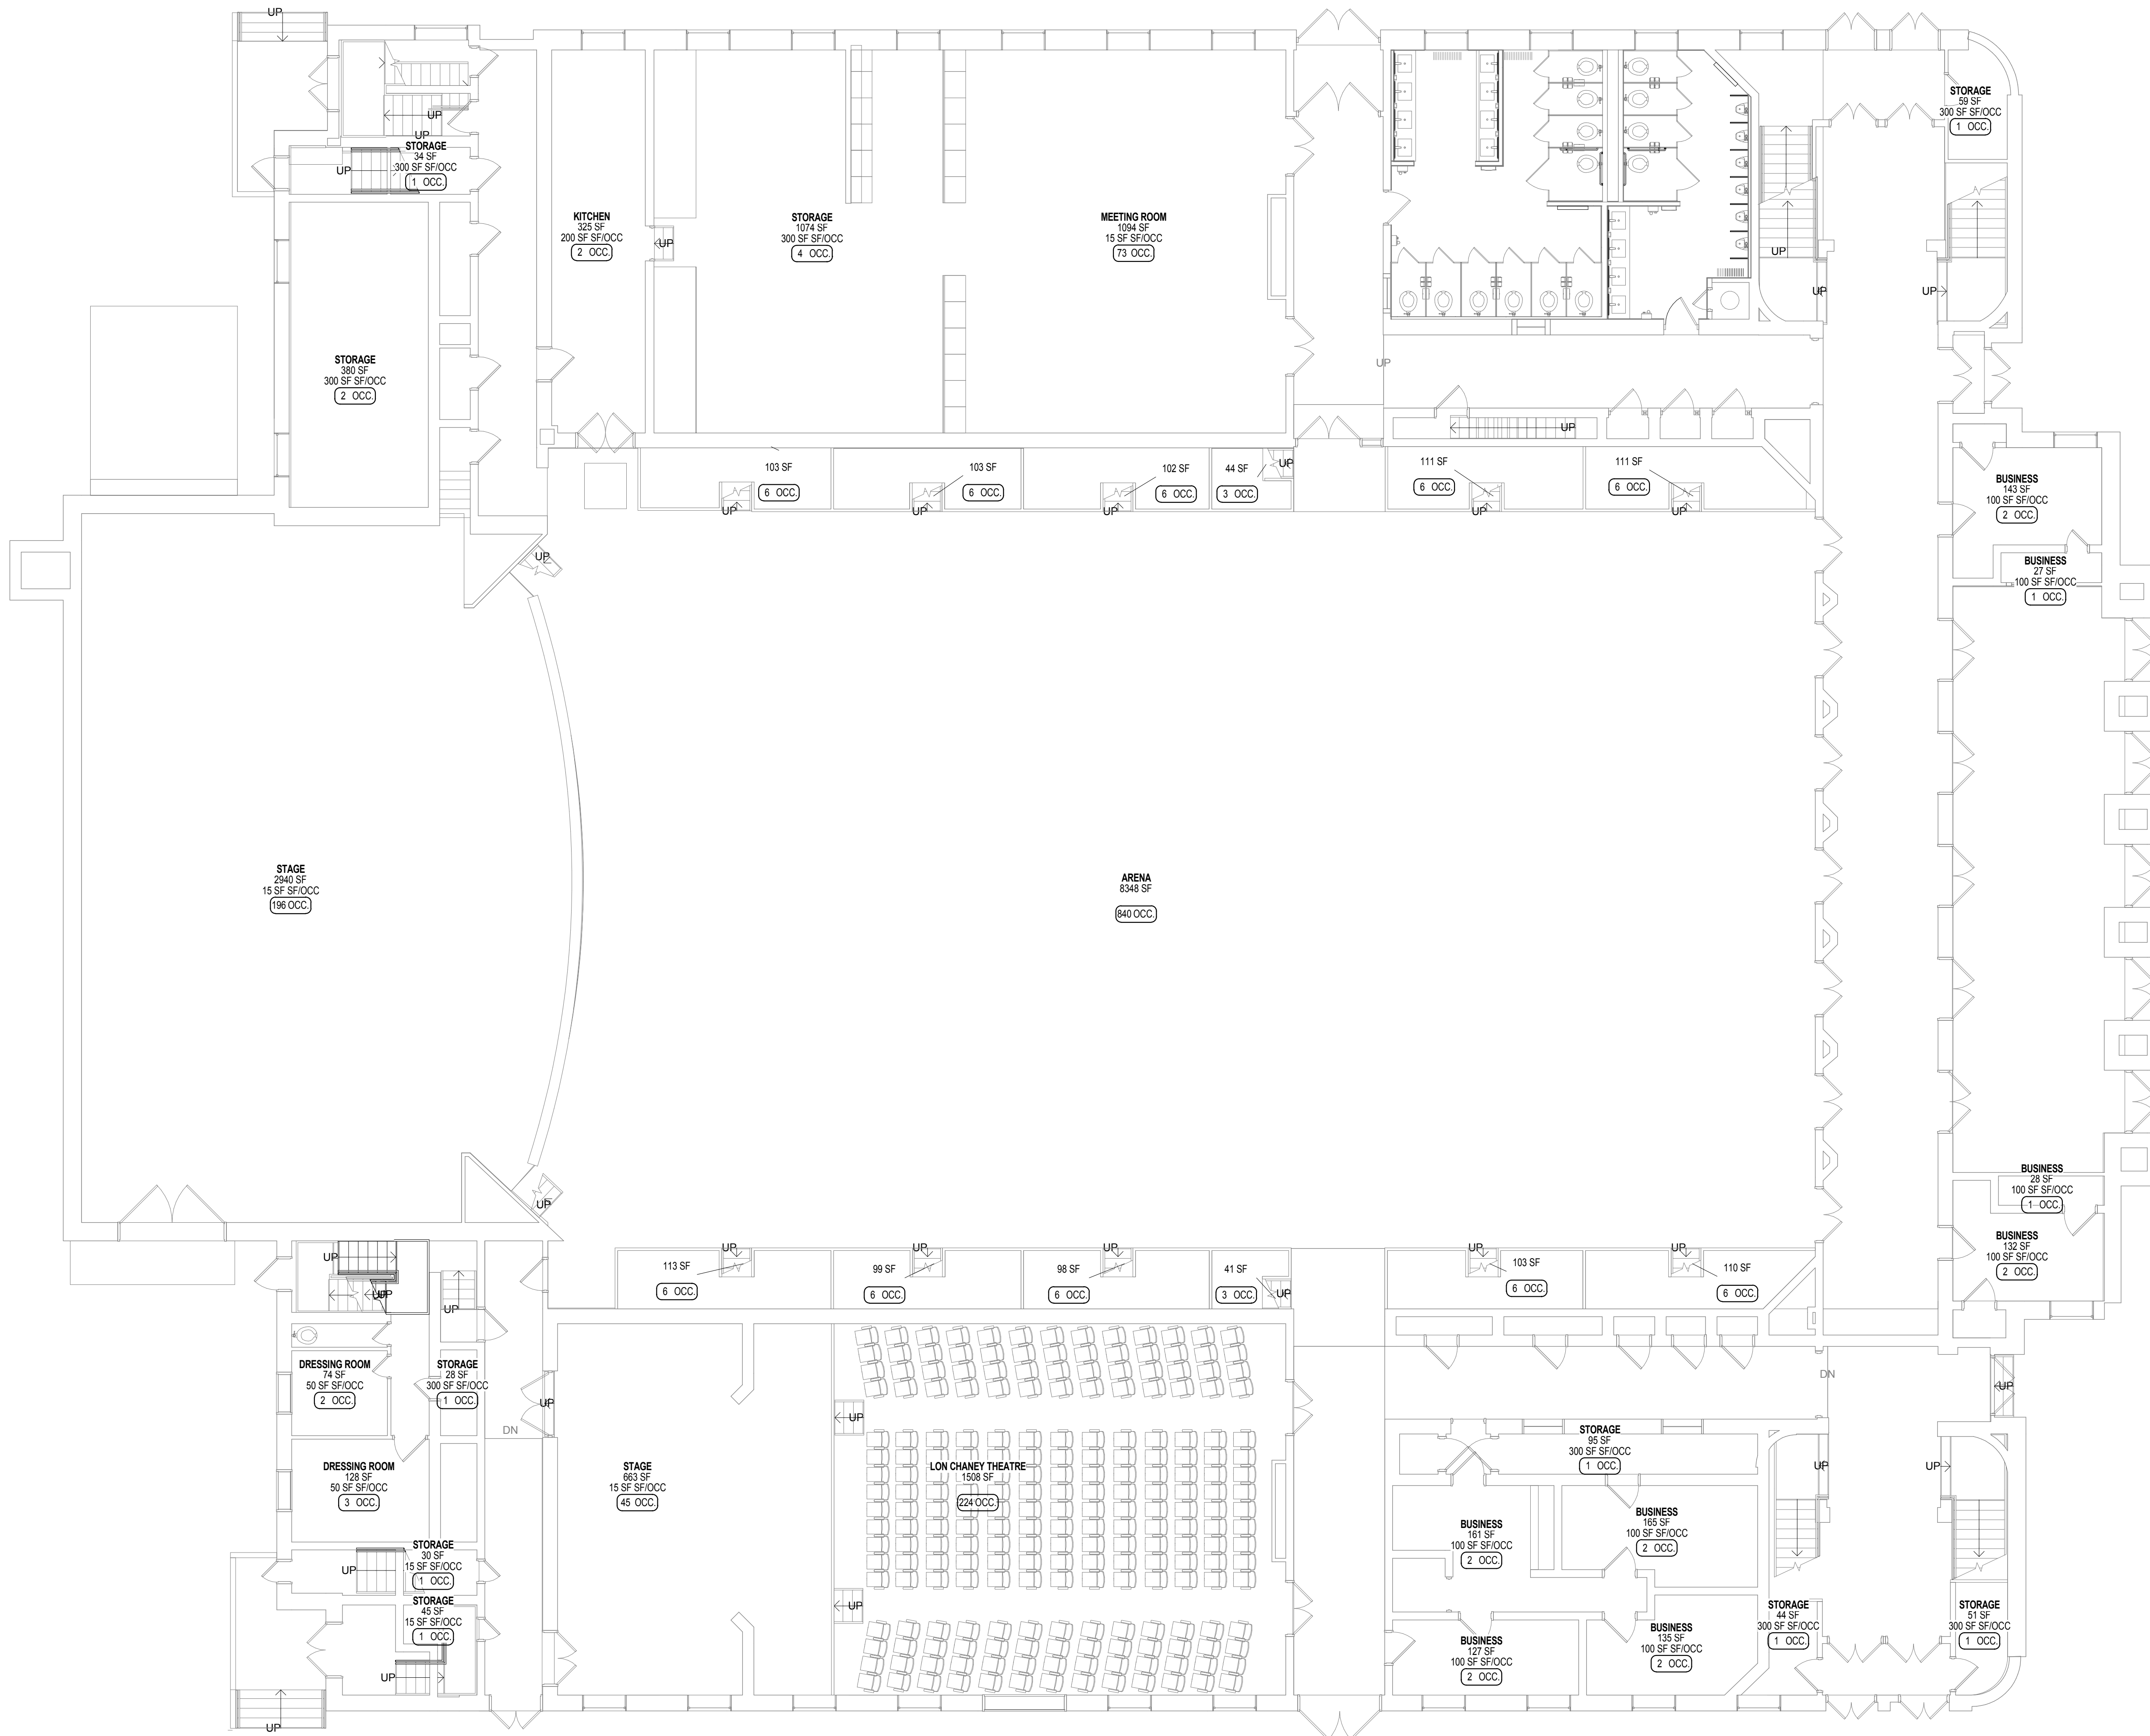 UP
STORAGE
59 SF
300 SF SF/OCC
1 OCC.
UP
UP
STORAGE
34 SF
300 SF SF/OCC
1 OCC.
UP
KITCHEN
325 SF
200 SF SF/OCC
2 OCC.
UP
STORAGE
1074 SF
300 SF SF/OCC
4 OCC.
MEETING ROOM
1094 SF
15 SF SF/OCC
73 OCC.
UP
UP
UP
STORAGE
380 SF
300 SF SF/OCC
2 OCC.
UP
UP
103 SF
6 OCC.
UP
103 SF
6 OCC.
UP
102 SF
6 OCC.
UP
44 SF
3 OCC.
UP
111 SF
6 OCC.
UP
111 SF
6 OCC.
UP
BUSINESS
143 SF
100 SF SF/OCC
2 OCC.
BUSINESS
27 SF
100 SF SF/OCC
1 OCC.
UP
STAGE
2940 SF
15 SF SF/OCC
196 OCC.
ARENA
8348 SF
840 OCC.
BUSINESS
28 SF
100 SF SF/OCC
1 OCC.
BUSINESS
132 SF
100 SF SF/OCC
2 OCC.
UP
UP
113 SF
6 OCC.
UP
99 SF
6 OCC.
UP
98 SF
6 OCC.
41 SF
3 OCC.
UP
UP
103 SF
6 OCC.
UP
110 SF
6 OCC.
UP
UP
UP
UP
DRESSING ROOM
74 SF
50 SF SF/OCC
2 OCC.
STORAGE
28 SF
300 SF SF/OCC
1 OCC.
UP
DN
DN
UP
UP
DRESSING ROOM
128 SF
50 SF SF/OCC
3 OCC.
STAGE
663 SF
15 SF SF/OCC
45 OCC.
LON CHANEY THEATRE
1508 SF
224 OCC.
STORAGE
95 SF
300 SF SF/OCC
1 OCC.
UP
UP
BUSINESS
161 SF
100 SF SF/OCC
2 OCC.
BUSINESS
165 SF
100 SF SF/OCC
2 OCC.
STORAGE
30 SF
15 SF SF/OCC
1 OCC.
UP
STORAGE
45 SF
15 SF SF/OCC
1 OCC.
UP
UP
BUSINESS
127 SF
100 SF SF/OCC
2 OCC.
BUSINESS
135 SF
100 SF SF/OCC
2 OCC.
STORAGE
44 SF
300 SF SF/OCC
1 OCC.
STORAGE
51 SF
300 SF SF/OCC
1 OCC.
UP